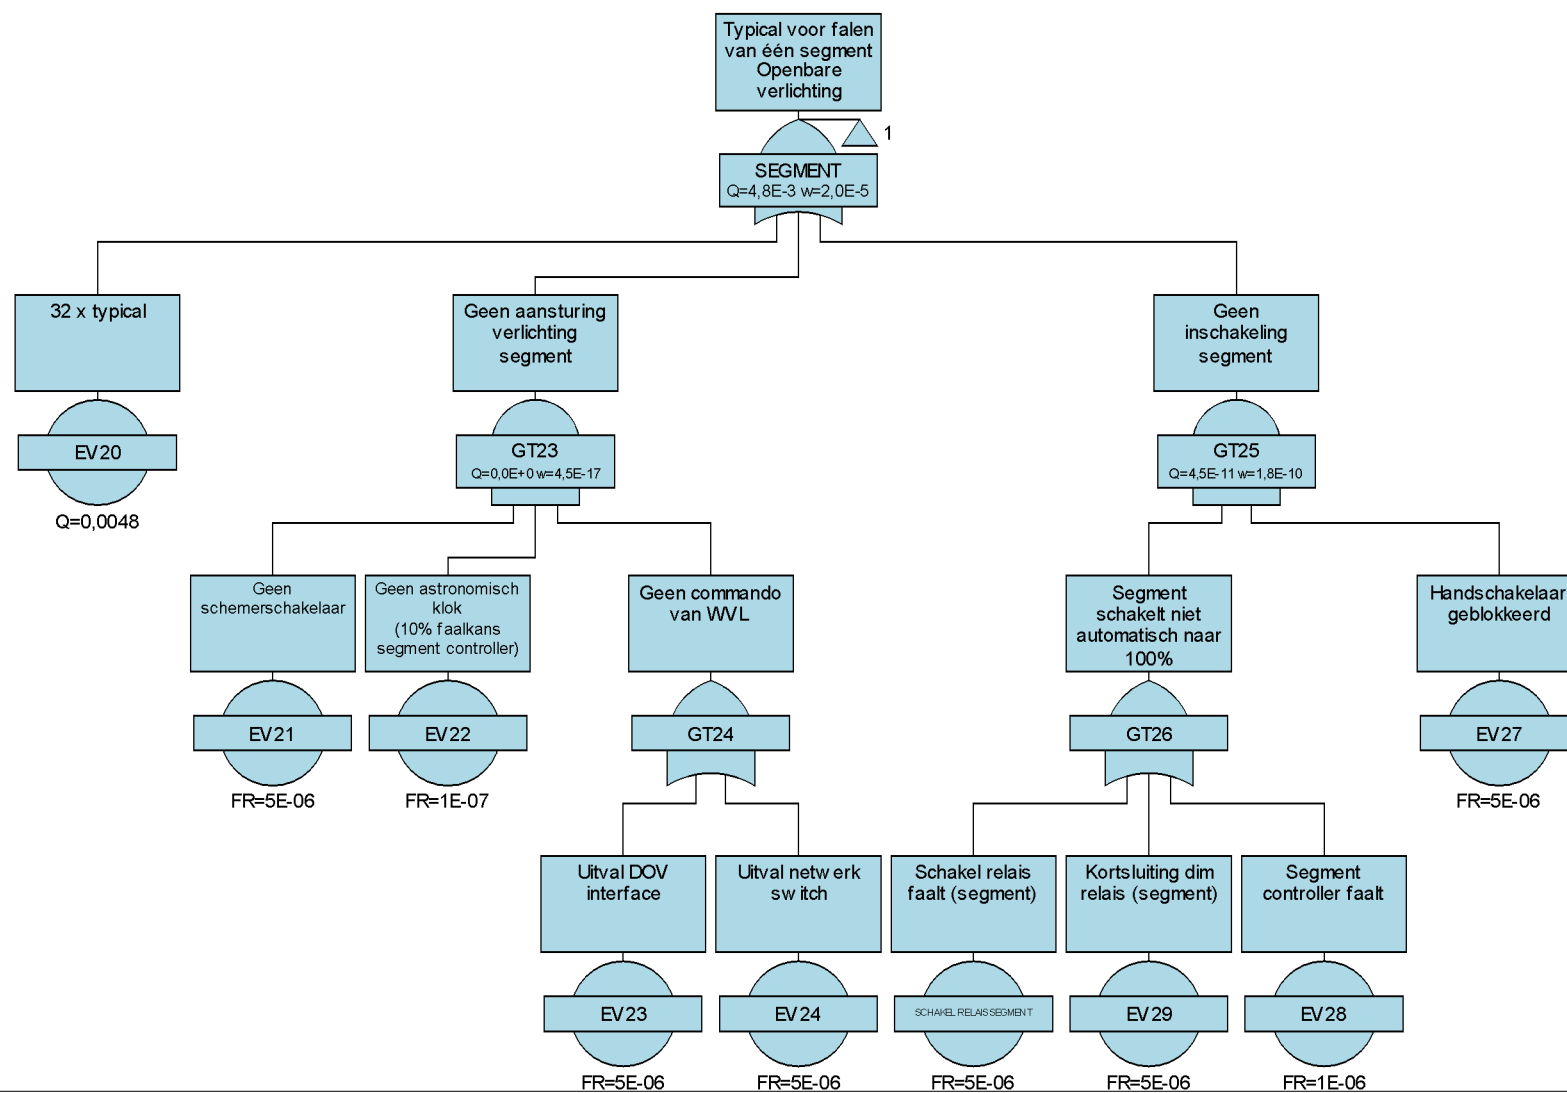 Typical voor falen
van één segment
Openbare
verlichting
1
SEGMENT
Q=4,8E-3 w=2,0E-5
32 x typical
EV20
Q=0,0048
Geen aansturing
verlichting
segment
GT23
Q=0,0E+0 w=4,5E-17
Geen
inschakeling
segment
GT25
Q=4,5E-11 w=1,8E-10
Geen
schemerschakelaar
EV21
FR=5E-06
Geen astronomisch
klok
(10% faalkans
segment controller)
EV22
FR=1E-07
Geen commando
van WVL
GT24
Segment
schakelt niet
automatisch naar
100%
GT26
Handschakelaar
geblokkeerd
EV27
FR=5E-06
Uitval DOV
interface
EV23
FR=5E-06
Uitval netwerk
switch
EV24
FR=5E-06
Schakel relais
faalt (segment)
SCHAKEL RELAIS SEGMENT
FR=5E-06
Kortsluiting dim
relais (segment)
EV29
FR=5E-06
Segment
controller faalt
EV28
FR=1E-06